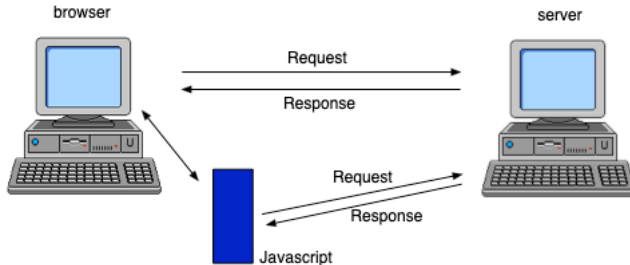 browser
server
Request
Response
Request
Response
Javascript
U
U